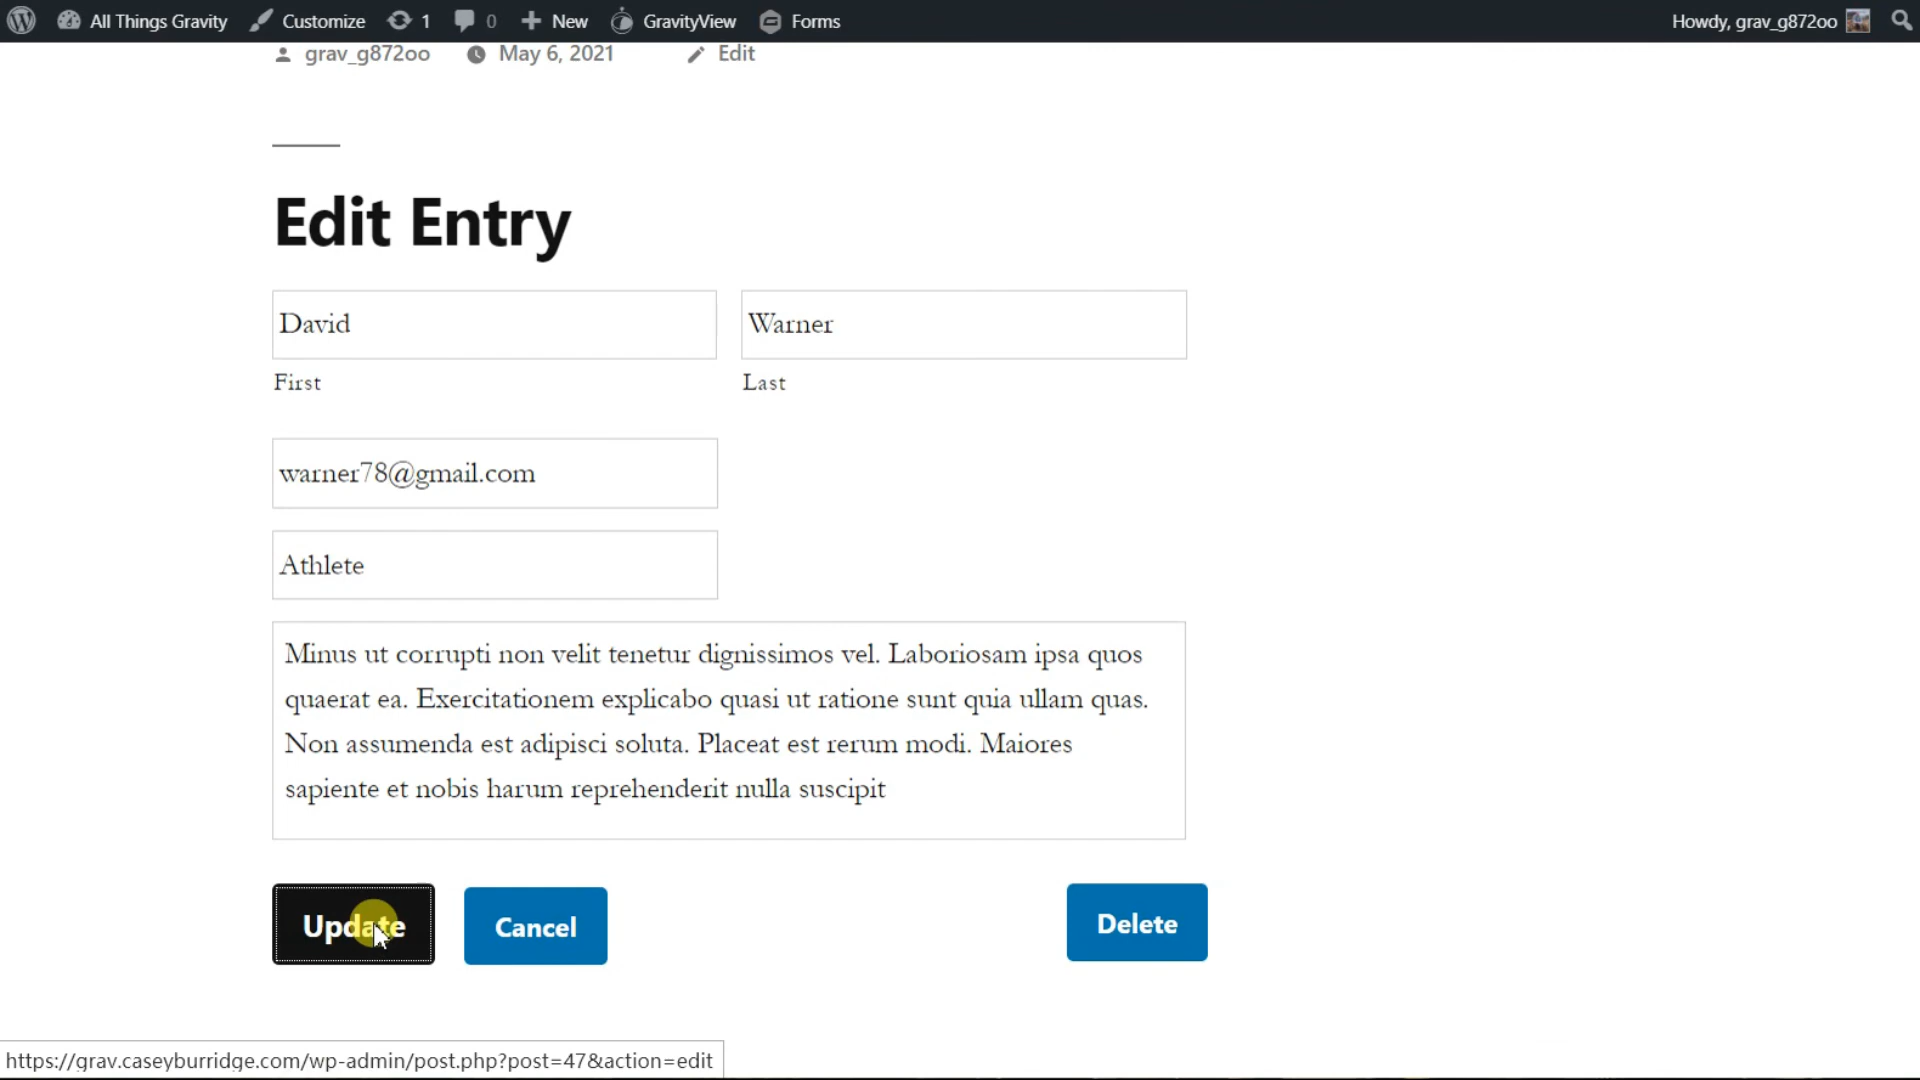 All Things Gravity Customize 1 0 New GravityView Forms Howdy, grav_g872oo
grav_g872oo May 6, 2021 Edit
Edit Entry
David Warner
First Last
warner78@gmail.com
Athlete
Minus ut corrupti non velit tenetur dignissimos vel. Laboriosam ipsa quos
quaerat ea. Exercitationem explicabo quasi ut ratione sunt quia ullam quas.
Non assumenda est adipisci soluta. Placeat est rerum modi. Maiores
sapiente et nobis harum reprehenderit nulla suscipit
Update Cancel Delete
https://grav.caseyburridge.com/wp-admin/post.php?post=47&action=edit